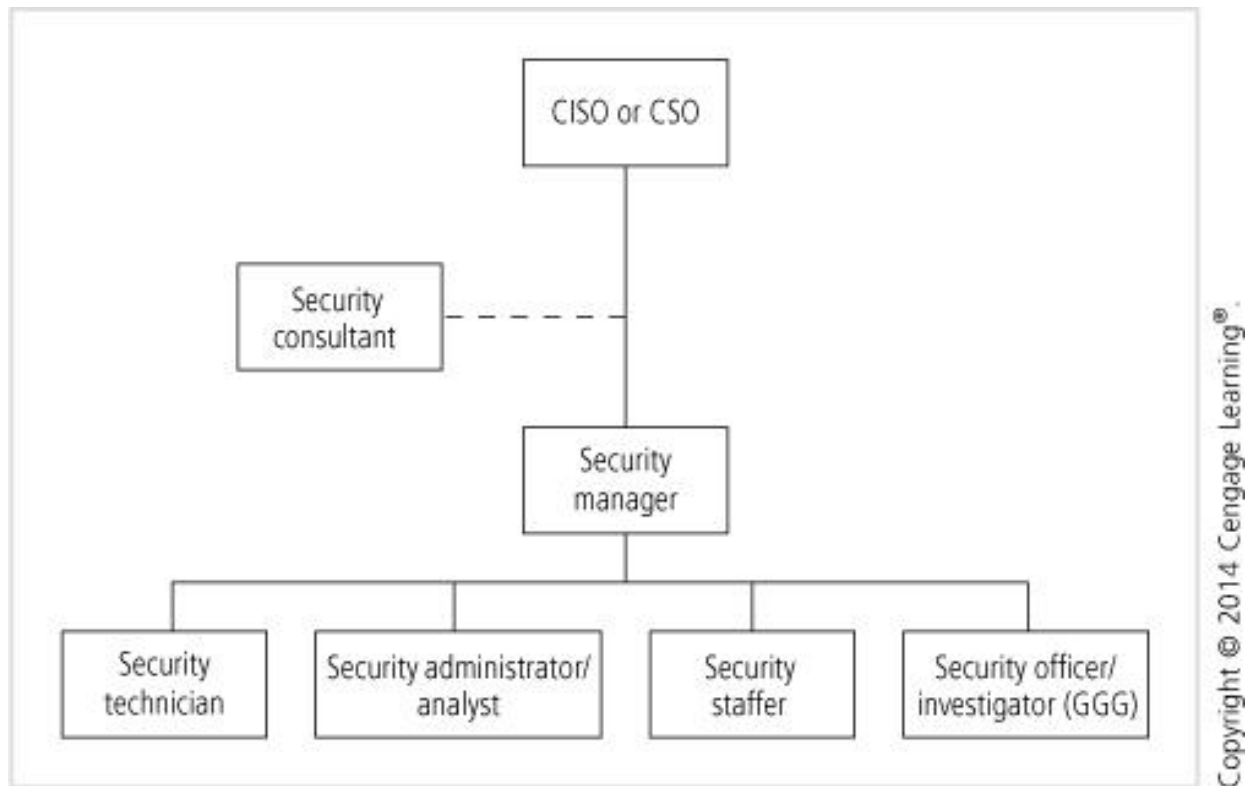 CISO or CSO
Security
consultant
Security
manager
Security
technician
Security administrator/
analyst
Security
staffer
Security officer/
investigator (GGG)
Copyright © 2014 Cengage Learning®.